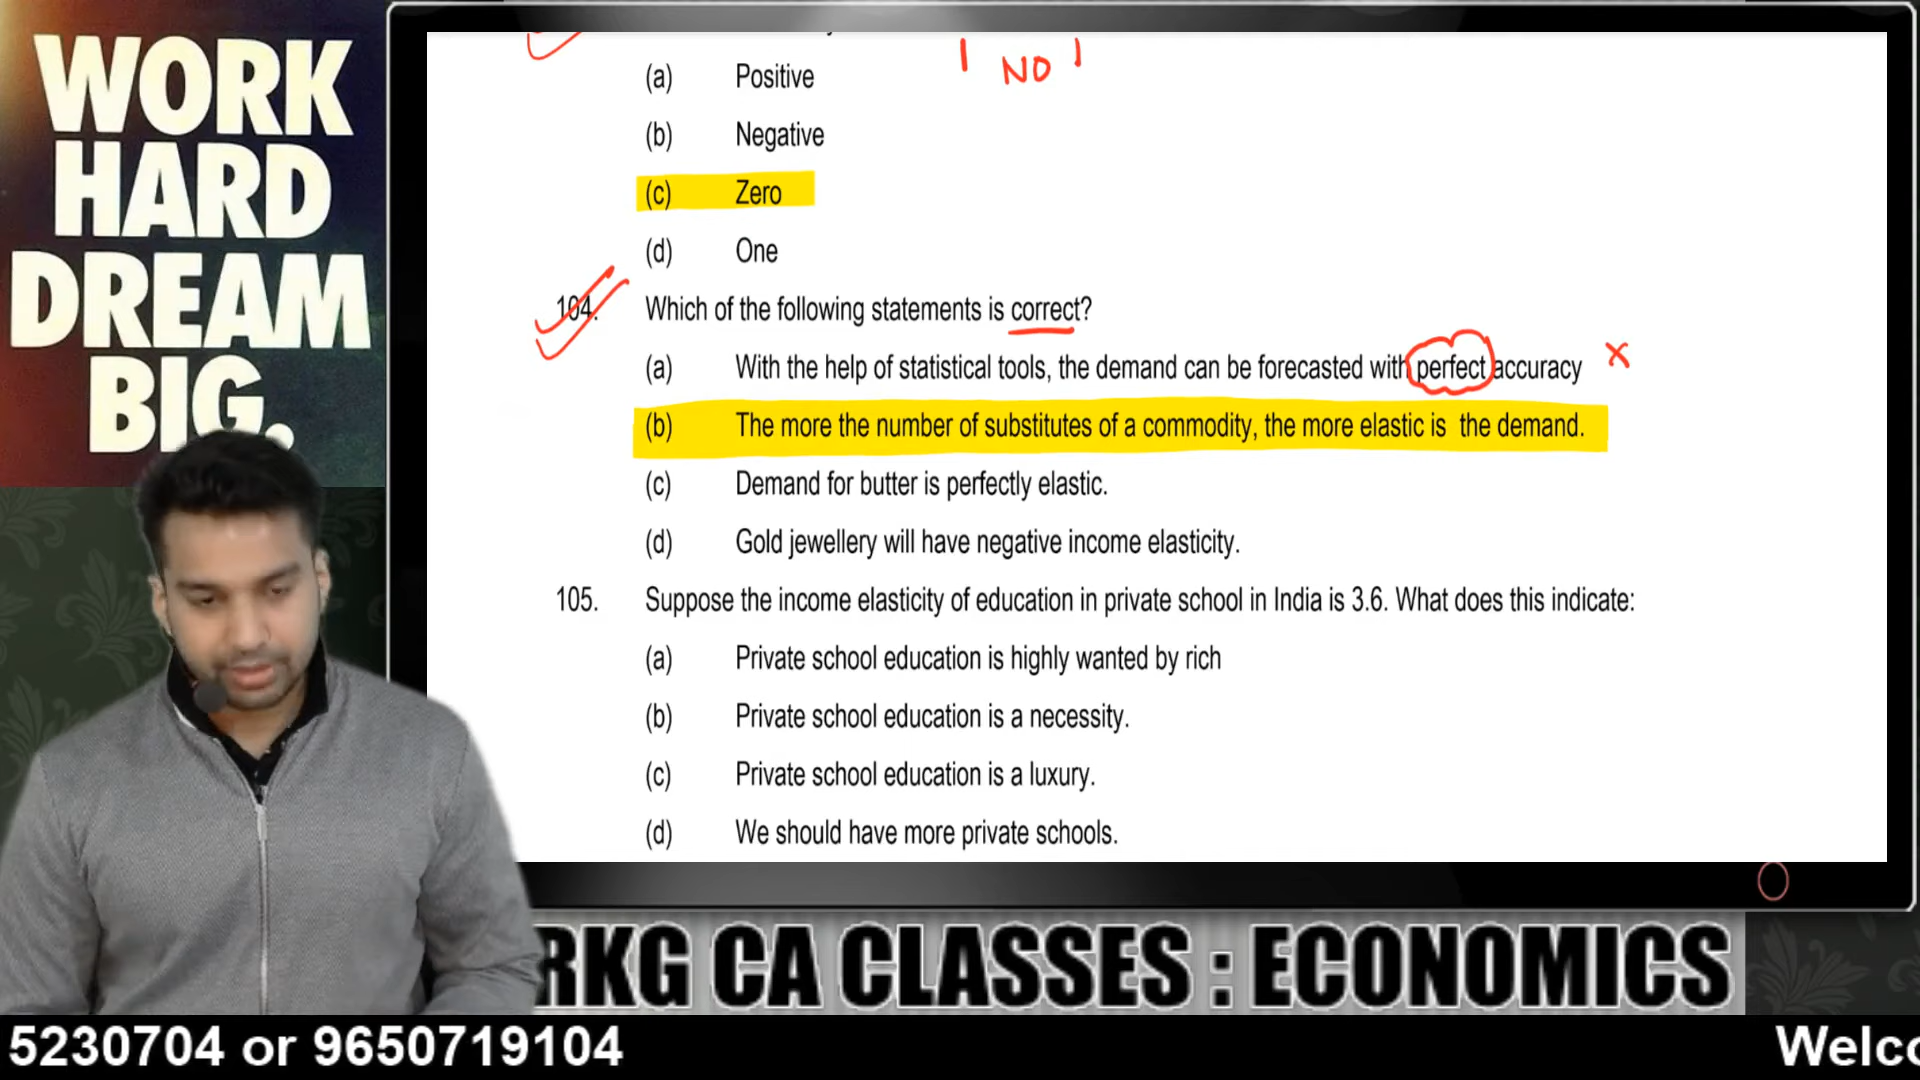 WORK
HARD
DREAM
BIG.
NO
(a) Positive
(b) Negative
(c) Zero
(d) One
104. Which of the following statements is correct?
(a) With the help of statistical tools, the demand can be forecasted with perfect accuracy
(b) The more the number of substitutes of a commodity, the more elastic is the demand.
(c) Demand for butter is perfectly elastic.
(d) Gold jewellery will have negative income elasticity.
105. Suppose the income elasticity of education in private school in India is 3.6. What does this indicate:
(a) Private school education is highly wanted by rich
(b) Private school education is a necessity.
(c) Private school education is a luxury.
(d) We should have more private schools.
RKG CA CLASSES : ECONOMICS
5230704 or 9650719104 Welco